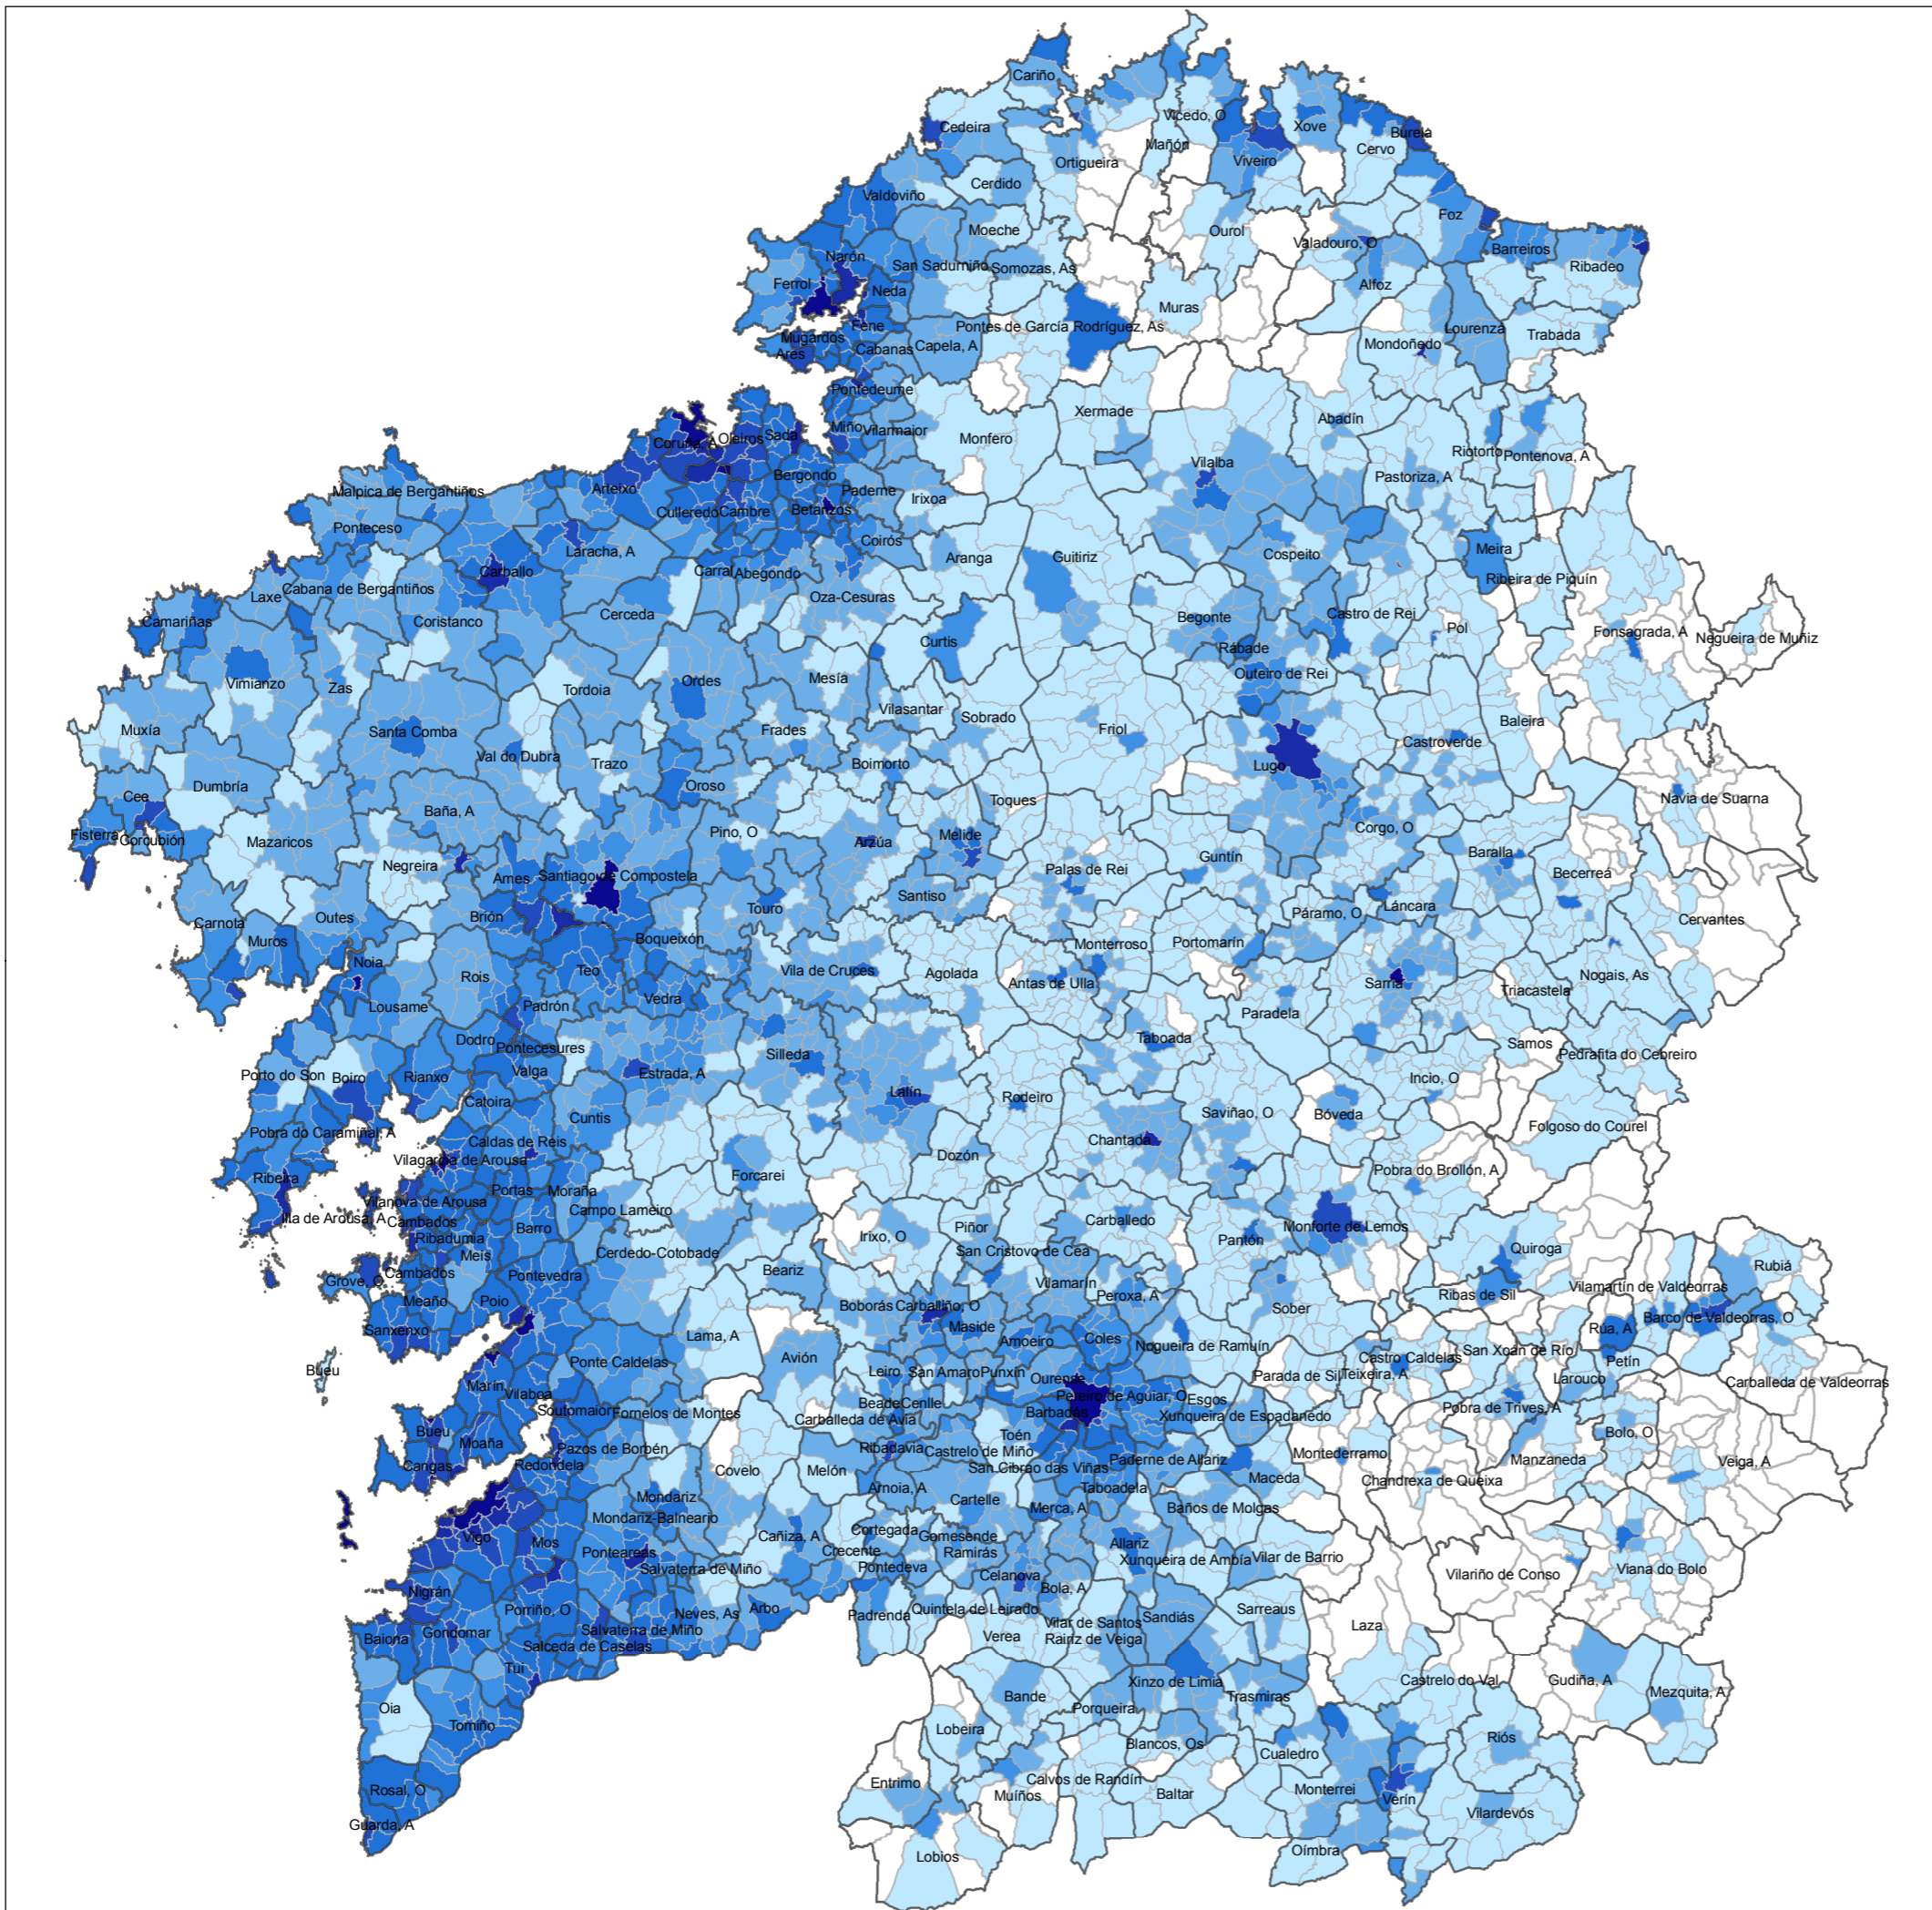 Cariño
Vicedo, O
Xove
Cedeira
Burela
Mañón
Cervo
Ortigueira
Viveiro
Cerdido
Valdoviño
Foz
Moeche
Ourol
Valadouro, O
Barreiros
Narón
San Sadurniño
Somozas, As
Ribadeo
Ferrol
Neda
Alfoz
Muras
Fene
Pontes de García Rodríguez, As
Lourenzá
Mugardos
Trabada
Ares
Cabanas
Capela, A
Mondoñedo
Pontedeume
Xermade
Abadín
Miño
Vilarmaior
Monfero
Coruña, A
Oleiros
Sada
Riotorto
Pontenova, A
Vilalba
Pastoriza, A
Bergondo
Malpica de Bergantiños
Arteixo
Paderne
Irixoa
Culleredo
Cambre
Betanzos
Ponteceso
Coirós
Laracha, A
Meira
Cospeito
Aranga
Guitiriz
Carballo
Carral
Abegondo
Ribeira de Piquín
Cabana de Bergantiños
Laxe
Oza-Cesuras
Cerceda
Castro de Rei
Begonte
Camariñas
Coristanco
Pol
Fonsagrada, A
Negueira de Muñiz
Curtis
Rábade
Outeiro de Rei
Mesía
Ordes
Vimianzo
Zas
Tordoia
Vilasantar
Sobrado
Baleira
Muxía
Santa Comba
Frades
Friol
Castroverde
Val do Dubra
Trazo
Boimorto
Lugo
Dumbría
Oroso
Cee
Toques
Navia de Suarna
Baña, A
Pino, O
Corgo, O
Fisterra
Corcubión
Mazaricos
Arzúa
Melide
Baralla
Guntín
Negreira
Palas de Rei
Becerreá
Ames
Santiago de Compostela
Santiso
Láncara
Touro
Páramo, O
Carnota
Outes
Brión
Cervantes
Muros
Boqueixón
Monterroso
Portomarín
Noia
Teo
Vila de Cruces
Agolada
Rois
Nogais, As
Antas de Ulla
Sarria
Triacastela
Vedra
Lousame
Padrón
Paradela
Dodro
Taboada
Samos
Pontecesures
Silleda
Pedrafita do Cebreiro
Valga
Estrada, A
Porto do Son
Boiro
Rianxo
Incio, O
Lalín
Rodeiro
Catoira
Saviñao, O
Bóveda
Cuntis
Folgoso do Courel
Pobra do Caramiñal, A
Caldas de Reis
Chantada
Vilagarcía de Arousa
Dozón
Pobra do Brollón, A
Forcarei
Ribeira
Portas
Moraña
Vilanova de Arousa
Campo Lameiro
Illa de Arousa, A
Cambados
Barro
Piñor
Carballedo
Monforte de Lemos
Ribadumia
Irixo, O
Pantón
Meis
Cerdedo-Cotobade
San Cristovo de Cea
Quiroga
Rubiá
Cambados
Grove, O
Pontevedra
Beariz
Vilamarín
Vilamartín de Valdeorras
Meaño
Poio
Peroxa, A
Ribas de Sil
Boborás
Carballiño, O
Sober
Barco de Valdeorras, O
Sanxenxo
Maside
Rúa, A
Lama, A
Amoeiro
Coles
Nogueira de Ramuín
San Xoán de Río
Avión
Castro Caldelas
Petín
Ponte Caldelas
Bueu
Leiro
San Amaro
Punxín
Ourense
Parada de Sil
Teixeira, A
Larouco
Carballeda de Valdeorras
Marín
Vilaboa
Pereiro de Aguiar, O
Esgos
Beade
Cenlle
Pobra de Trives, A
Soutomaior
Fornelos de Montes
Carballeda de Avia
Barbadás
Xunqueira de Espadanedo
Bueu
Toén
Bolo, O
Moaña
Pazos de Borbén
Ribadavia
Castrelo de Miño
Montederramo
Cangas
Redondela
Covelo
Melón
San Cibrao das Viñas
Paderne de Allariz
Manzaneda
Veiga, A
Maceda
Chandrexa de Queixa
Arnoia, A
Taboadela
Mondariz
Cartelle
Merca, A
Baños de Molgas
Mondariz-Balneario
Vigo
Mos
Cañiza, A
Cortegada
Gomesende
Allariz
Ponteareas
Crecente
Ramirás
Xunqueira de Ambía
Vilar de Barrio
Salvaterra de Miño
Pontedeva
Celanova
Vilariño de Conso
Viana do Bolo
Nigrán
Bola, A
Porriño, O
Neves, As
Arbo
Padrenda
Quintela de Leirado
Sandiás
Sarreaus
Vilar de Santos
Laza
Baiona
Gondomar
Salvaterra de Miño
Verea
Rairiz de Veiga
Salceda de Caselas
Tui
Castrelo do Val
Gudiña, A
Mezquita, A
Xinzo de Limia
Trasmiras
Bande
Oia
Porqueira
Tomiño
Lobeira
Riós
Blancos, Os
Cualedro
Calvos de Randín
Entrimo
Rosal, O
Muíños
Baltar
Monterrei
Verín
Vilardevós
Guarda, A
Oímbra
Lobios